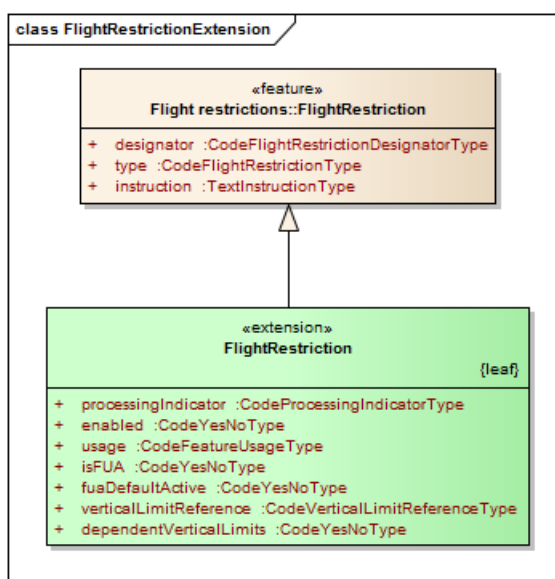 class FlightRestrictionExtension
«feature»
Flight restrictions::FlightRestriction
+ designator :CodeFlightRestrictionDesignatorType
+ type :CodeFlightRestrictionType
+ instruction :TextInstructionType
«extension»
FlightRestriction
{leaf}
+ processingIndicator :CodeProcessingIndicatorType
+ enabled :CodeYesNoType
+ usage :CodeFeatureUsageType
+ isFUA :CodeYesNoType
+ fuaDefaultActive :CodeYesNoType
+ verticalLimitReference :CodeVerticalLimitReferenceType
+ dependentVerticalLimits :CodeYesNoType